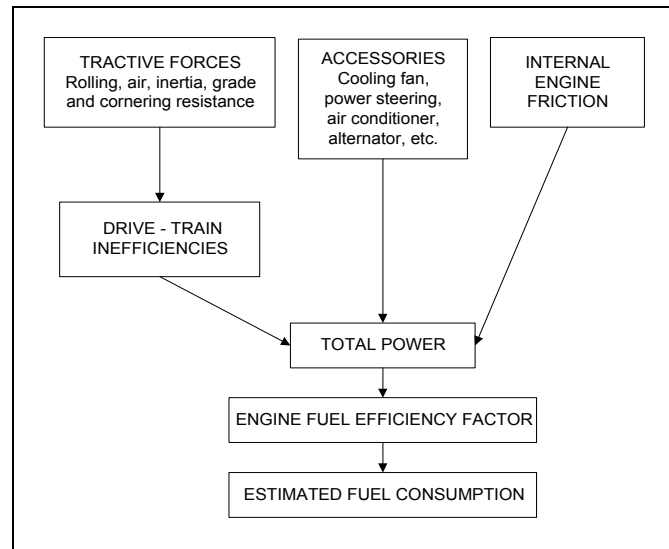 TRACTIVE FORCES
Rolling, air, inertia, grade
and cornering resistance
ACCESSORIES
Cooling fan,
power steering,
air conditioner,
alternator, etc.
INTERNAL
ENGINE
FRICTION
DRIVE - TRAIN
INEFFICIENCIES
TOTAL POWER
ENGINE FUEL EFFICIENCY FACTOR
ESTIMATED FUEL CONSUMPTION